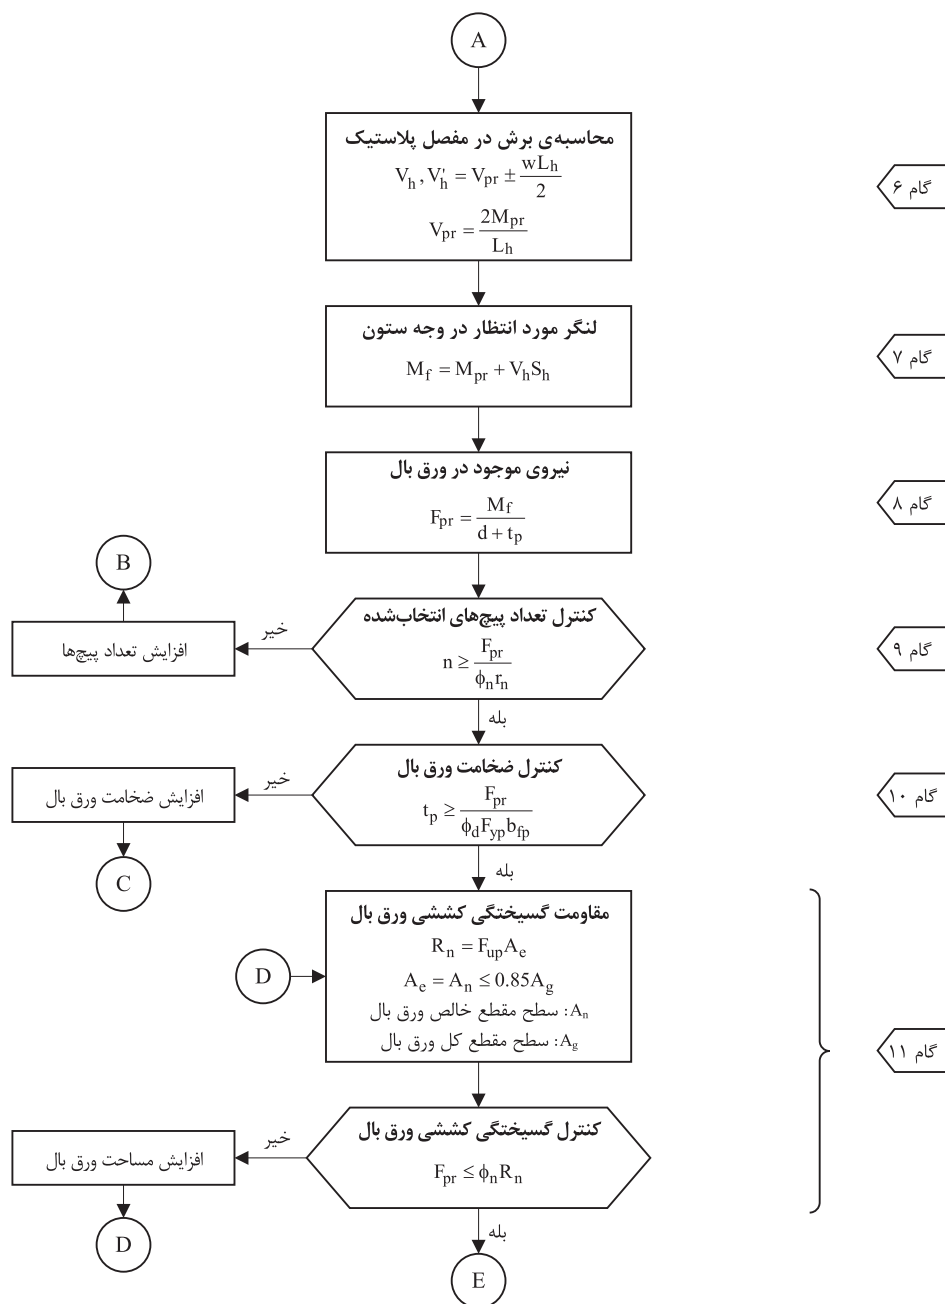 A
محاسبه‌ی برش در مفصل پلاستیک
V_h , V'_h = V_pr ± wL_h / 2
V_pr = 2M_pr / L_h
گام ۶
لنگر مورد انتظار در وجه ستون
M_f = M_pr + V_h S_h
گام ۷
نیروی موجود در ورق بال
F_pr = M_f / d + t_p
گام ۸
B
کنترل تعداد پیچ‌های انتخاب‌شده
n ≥ F_pr / ϕ_n r_n
خیر
افزایش تعداد پیچ‌ها
گام ۹
بله
کنترل ضخامت ورق بال
t_p ≥ F_pr / ϕ_d F_yp b_fp
خیر
افزایش ضخامت ورق بال
گام ۱۰
C
بله
مقاومت گسیختگی کششی ورق بال
R_n = F_up A_e
A_e = A_n ≤ 0.85A_g
A_n: سطح مقطع خالص ورق بال
A_g: سطح مقطع کل ورق بال
D
گام ۱۱
کنترل گسیختگی کششی ورق بال
F_pr ≤ ϕ_n R_n
خیر
افزایش مساحت ورق بال
D
بله
E